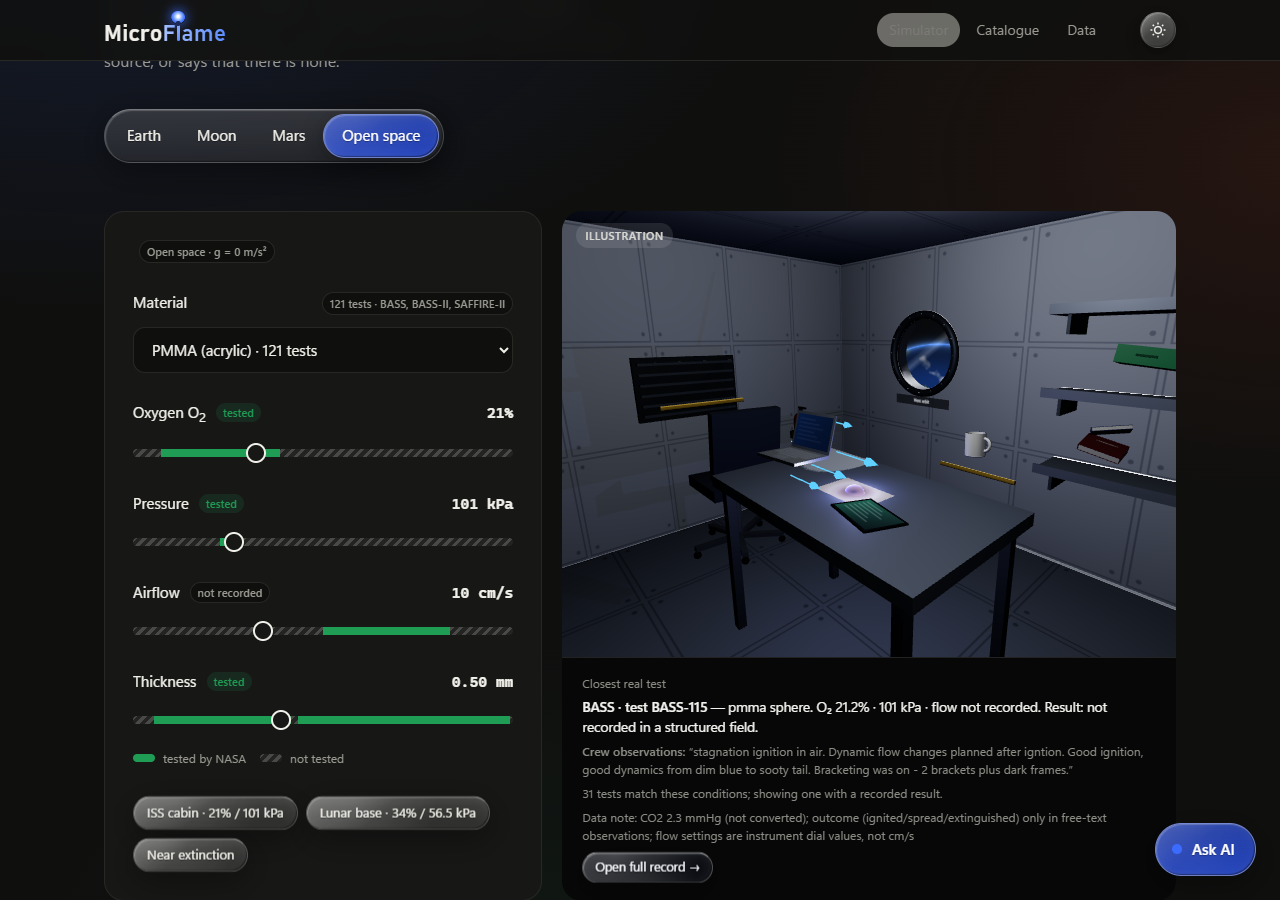 MicroFlame
Simulator
Catalogue
Data
source, or says that there is none.
Earth
Moon
Mars
Open space
Open space · g = 0 m/s²
Material
121 tests · BASS, BASS-II, SAFFIRE-II
PMMA (acrylic) · 121 tests
Oxygen O₂
tested
21%
Pressure
tested
101 kPa
Airflow
not recorded
10 cm/s
Thickness
tested
0.50 mm
tested by NASA
not tested
ISS cabin · 21% / 101 kPa
Lunar base · 34% / 56.5 kPa
Near extinction
ILLUSTRATION
Closest real test
BASS · test BASS-115 — pmma sphere. O₂ 21.2% · 101 kPa · flow not recorded. Result: not
recorded in a structured field.
Crew observations: "stagnation ignition in air. Dynamic flow changes planned after igntion. Good ignition,
good dynamics from dim blue to sooty tail. Bracketing was on - 2 brackets plus dark frames."
31 tests match these conditions; showing one with a recorded result.
Data note: CO2 2.3 mmHg (not converted); outcome (ignited/spread/extinguished) only in free-text
observations; flow settings are instrument dial values, not cm/s
Open full record →
Ask AI